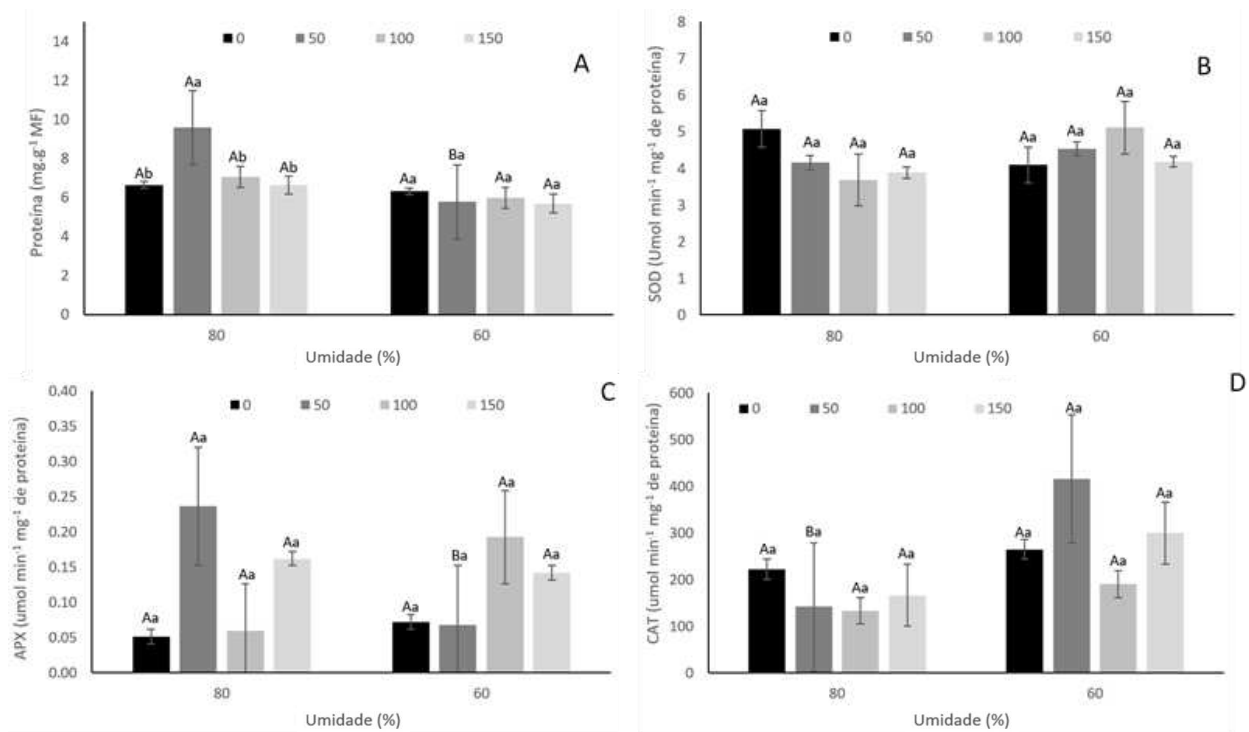 0 50 100 150
A
Proteína (mg.g⁻¹ MF)
14
12
10
8
6
4
2
0
Ab Aa Ab Ab Aa Ba Aa Aa
80 60
Umidade (%)
0 50 100 150
B
SOD (Umol min⁻¹ mg⁻¹ de proteína)
8
7
6
5
4
3
2
1
0
Aa Aa Aa Aa Aa Aa Aa Aa
80 60
Umidade (%)
0 50 100 150
C
APX (umol min⁻¹ mg⁻¹ de proteína)
0.40
0.35
0.30
0.25
0.20
0.15
0.10
0.05
0.00
Aa Aa Aa Aa Aa Ba Aa Aa
80 60
Umidade (%)
0 50 100 150
D
CAT (umol min⁻¹ mg⁻¹ de proteína)
600
500
400
300
200
100
0
Aa Ba Aa Aa Aa Aa Aa Aa
80 60
Umidade (%)